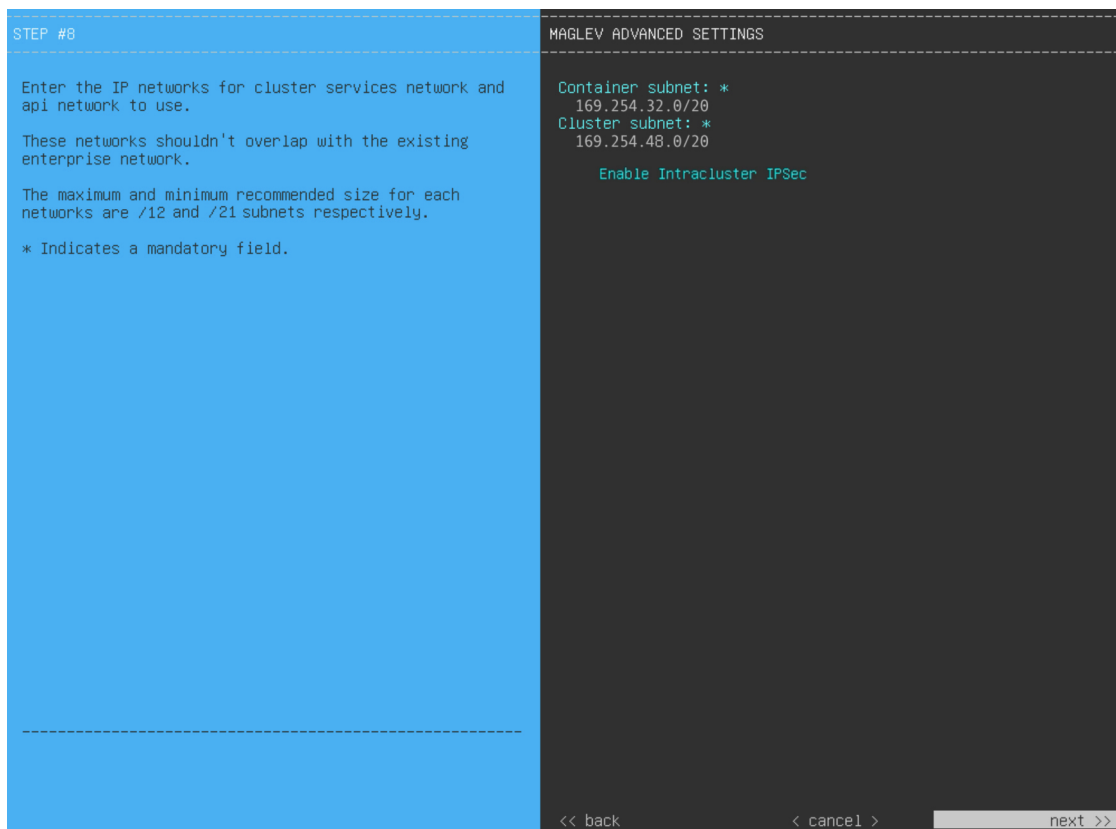 STEP #8
Enter the IP networks for cluster services network and
api network to use.
These networks shouldn't overlap with the existing
enterprise network.
The maximum and minimum recommended size for each
networks are /12 and /21 subnets respectively.
* Indicates a mandatory field.
MAGLEV ADVANCED SETTINGS
Container subnet: *
169.254.32.0/20
Cluster subnet: *
169.254.48.0/20
Enable Intracluster IPSec
<< back < cancel > next >>